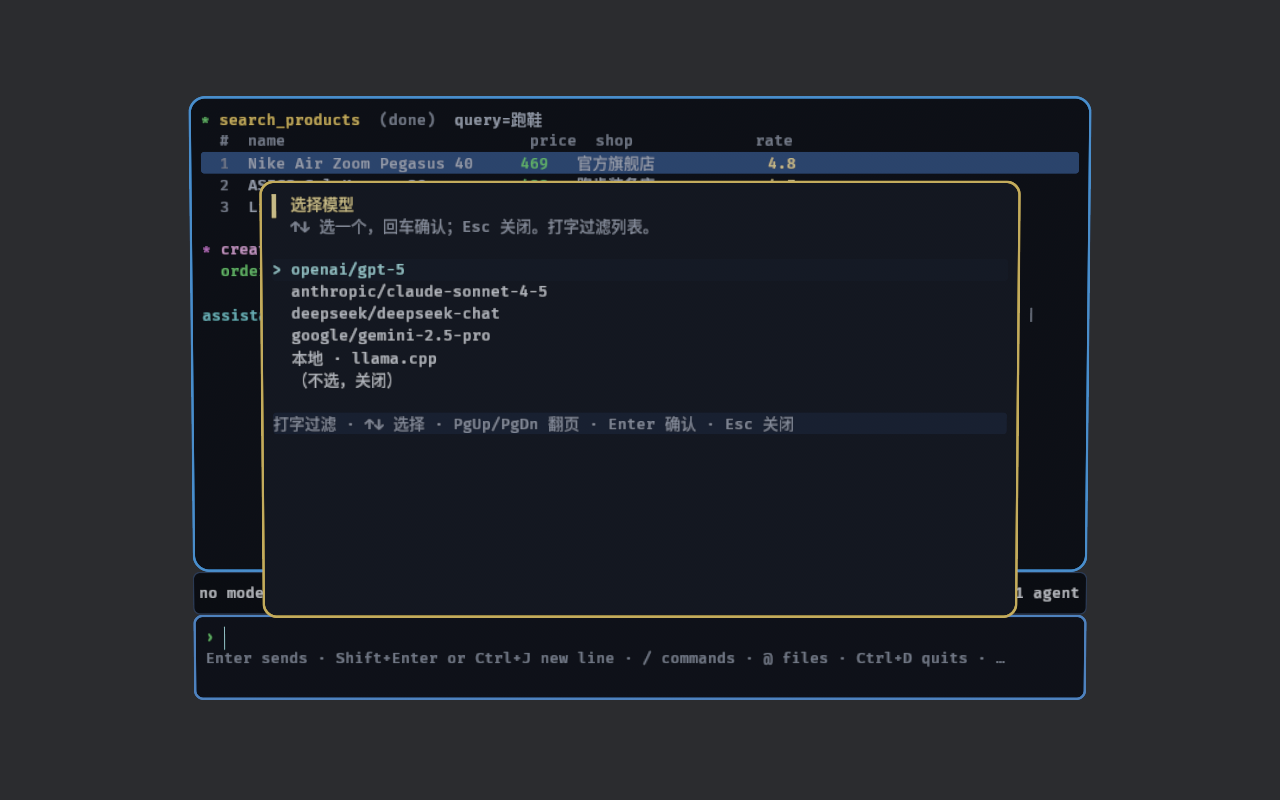 * search_products (done) query=跑鞋
# name price shop rate
1 Nike Air Zoom Pegasus 40 469 官方旗舰店 4.8
2
3 L
选择模型
↑↓ 选一个，回车确认；Esc 关闭。打字过滤列表。
* crea
orde
> openai/gpt-5
anthropic/claude-sonnet-4-5
assista
deepseek/deepseek-chat
google/gemini-2.5-pro
本地 · llama.cpp
（不选，关闭）
打字过滤 · ↑↓ 选择 · PgUp/PgDn 翻页 · Enter 确认 · Esc 关闭
no mode
1 agent
›
Enter sends · Shift+Enter or Ctrl+J new line · / commands · @ files · Ctrl+D quits · …